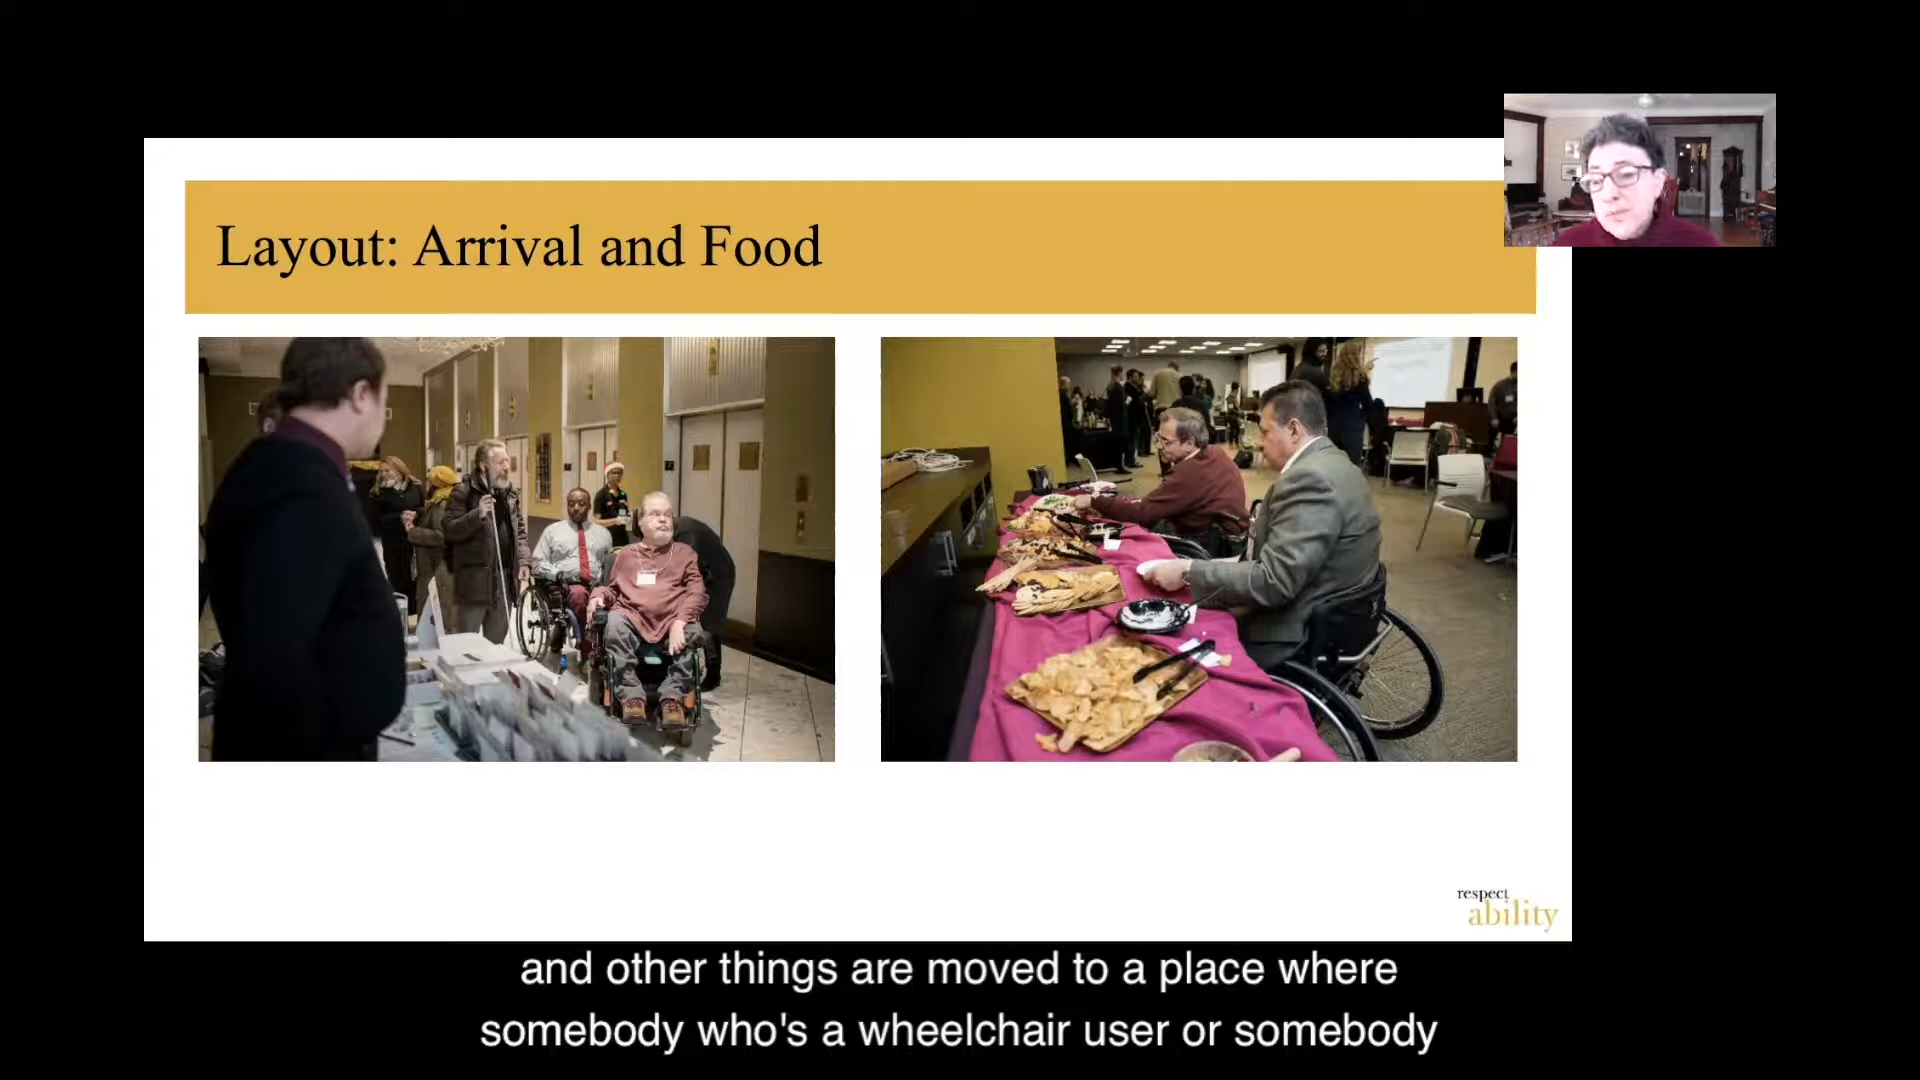 Layout: Arrival and Food
respect
ability
and other things are moved to a place where
somebody who's a wheelchair user or somebody